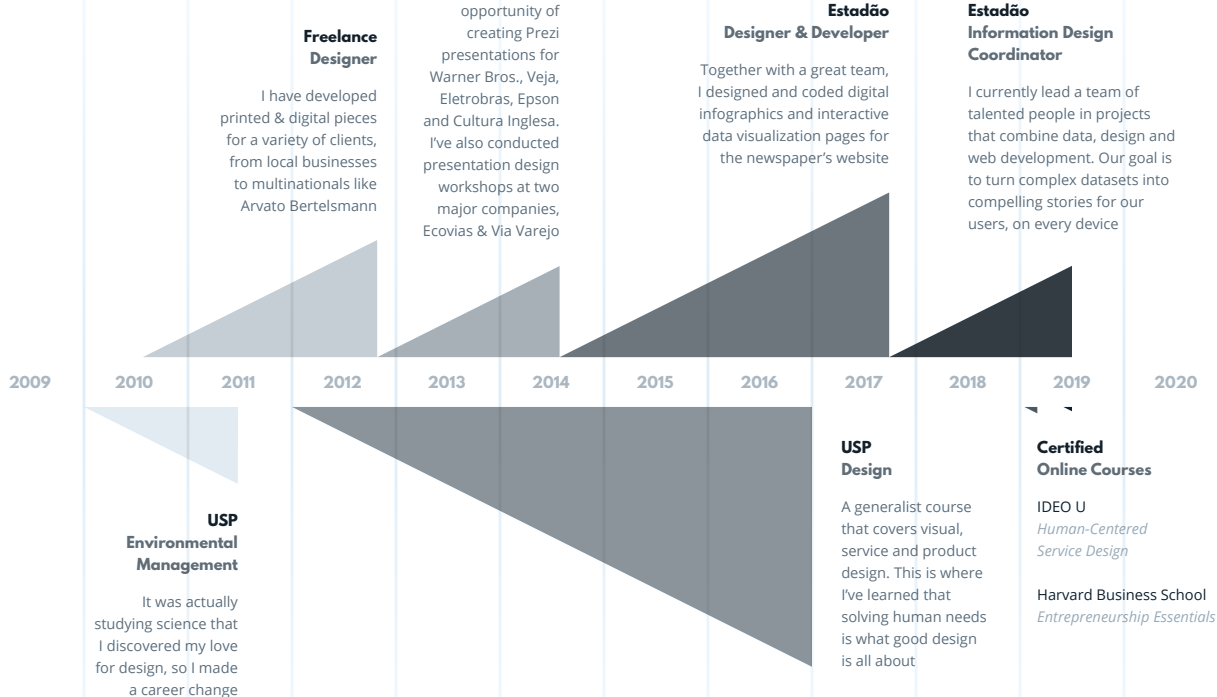 Freelance
Designer
I have developed
printed & digital pieces
for a variety of clients,
from local businesses
to multinationals like
Arvato Bertelsmann
opportunity of
creating Prezi
presentations for
Warner Bros., Veja,
Eletrobras, Epson
and Cultura Inglesa.
I’ve also conducted
presentation design
workshops at two
major companies,
Ecovias & Via Varejo
Estadão
Designer & Developer
Together with a great team,
I designed and coded digital
infographics and interactive
data visualization pages for
the newspaper’s website
Estadão
Information Design
Coordinator
I currently lead a team of
talented people in projects
that combine data, design and
web development. Our goal is
to turn complex datasets into
compelling stories for our
users, on every device
2009 2010 2011 2012 2013 2014 2015 2016 2017 2018 2019 2020
USP
Environmental
Management
It was actually
studying science that
I discovered my love
for design, so I made
a career change
USP
Design
A generalist course
that covers visual,
service and product
design. This is where
I’ve learned that
solving human needs
is what good design
is all about
Certified
Online Courses
IDEO U
Human-Centered
Service Design
Harvard Business School
Entrepreneurship Essentials